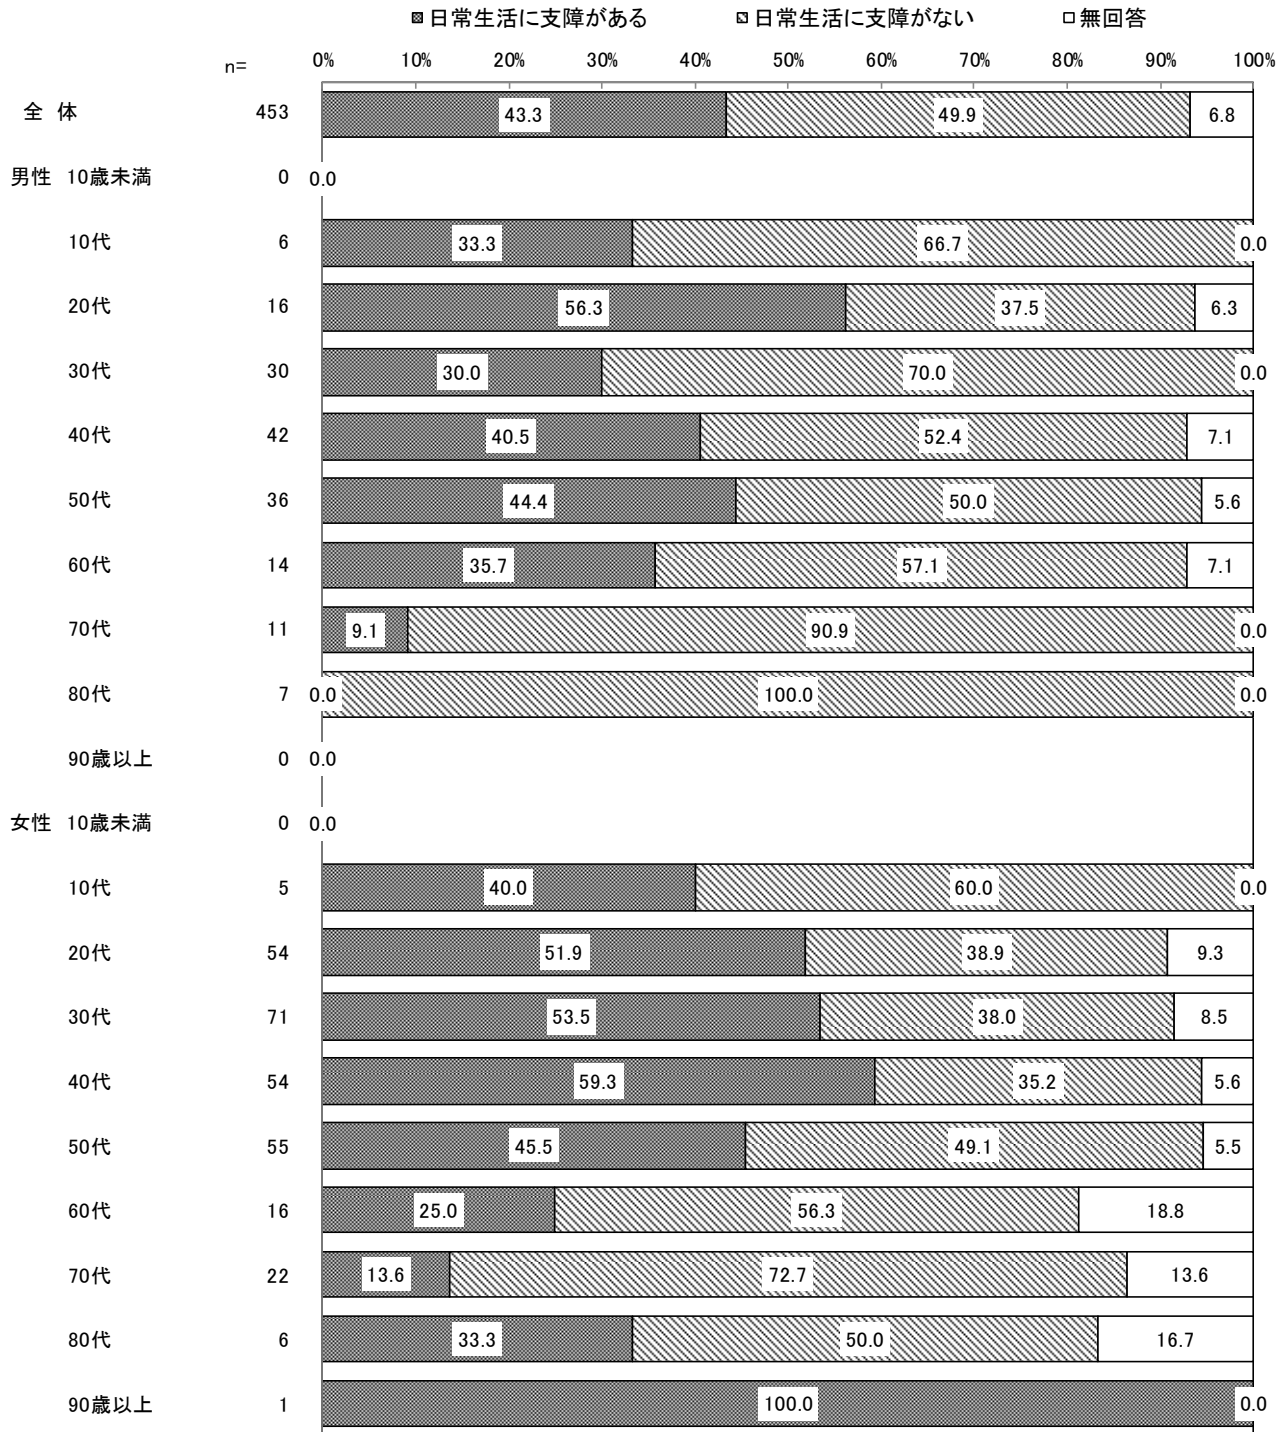 日常生活に支障がある 日常生活に支障がない 無回答
n= 0% 10% 20% 30% 40% 50% 60% 70% 80% 90% 100%
全 体 453 43.3 49.9 6.8
男性 10歳未満 0 0.0
10代 6 33.3 66.7 0.0
20代 16 56.3 37.5 6.3
30代 30 30.0 70.0 0.0
40代 42 40.5 52.4 7.1
50代 36 44.4 50.0 5.6
60代 14 35.7 57.1 7.1
70代 11 9.1 90.9 0.0
80代 7 0.0 100.0 0.0
90歳以上 0 0.0
女性 10歳未満 0 0.0
10代 5 40.0 60.0 0.0
20代 54 51.9 38.9 9.3
30代 71 53.5 38.0 8.5
40代 54 59.3 35.2 5.6
50代 55 45.5 49.1 5.5
60代 16 25.0 56.3 18.8
70代 22 13.6 72.7 13.6
80代 6 33.3 50.0 16.7
90歳以上 1 100.0 0.0